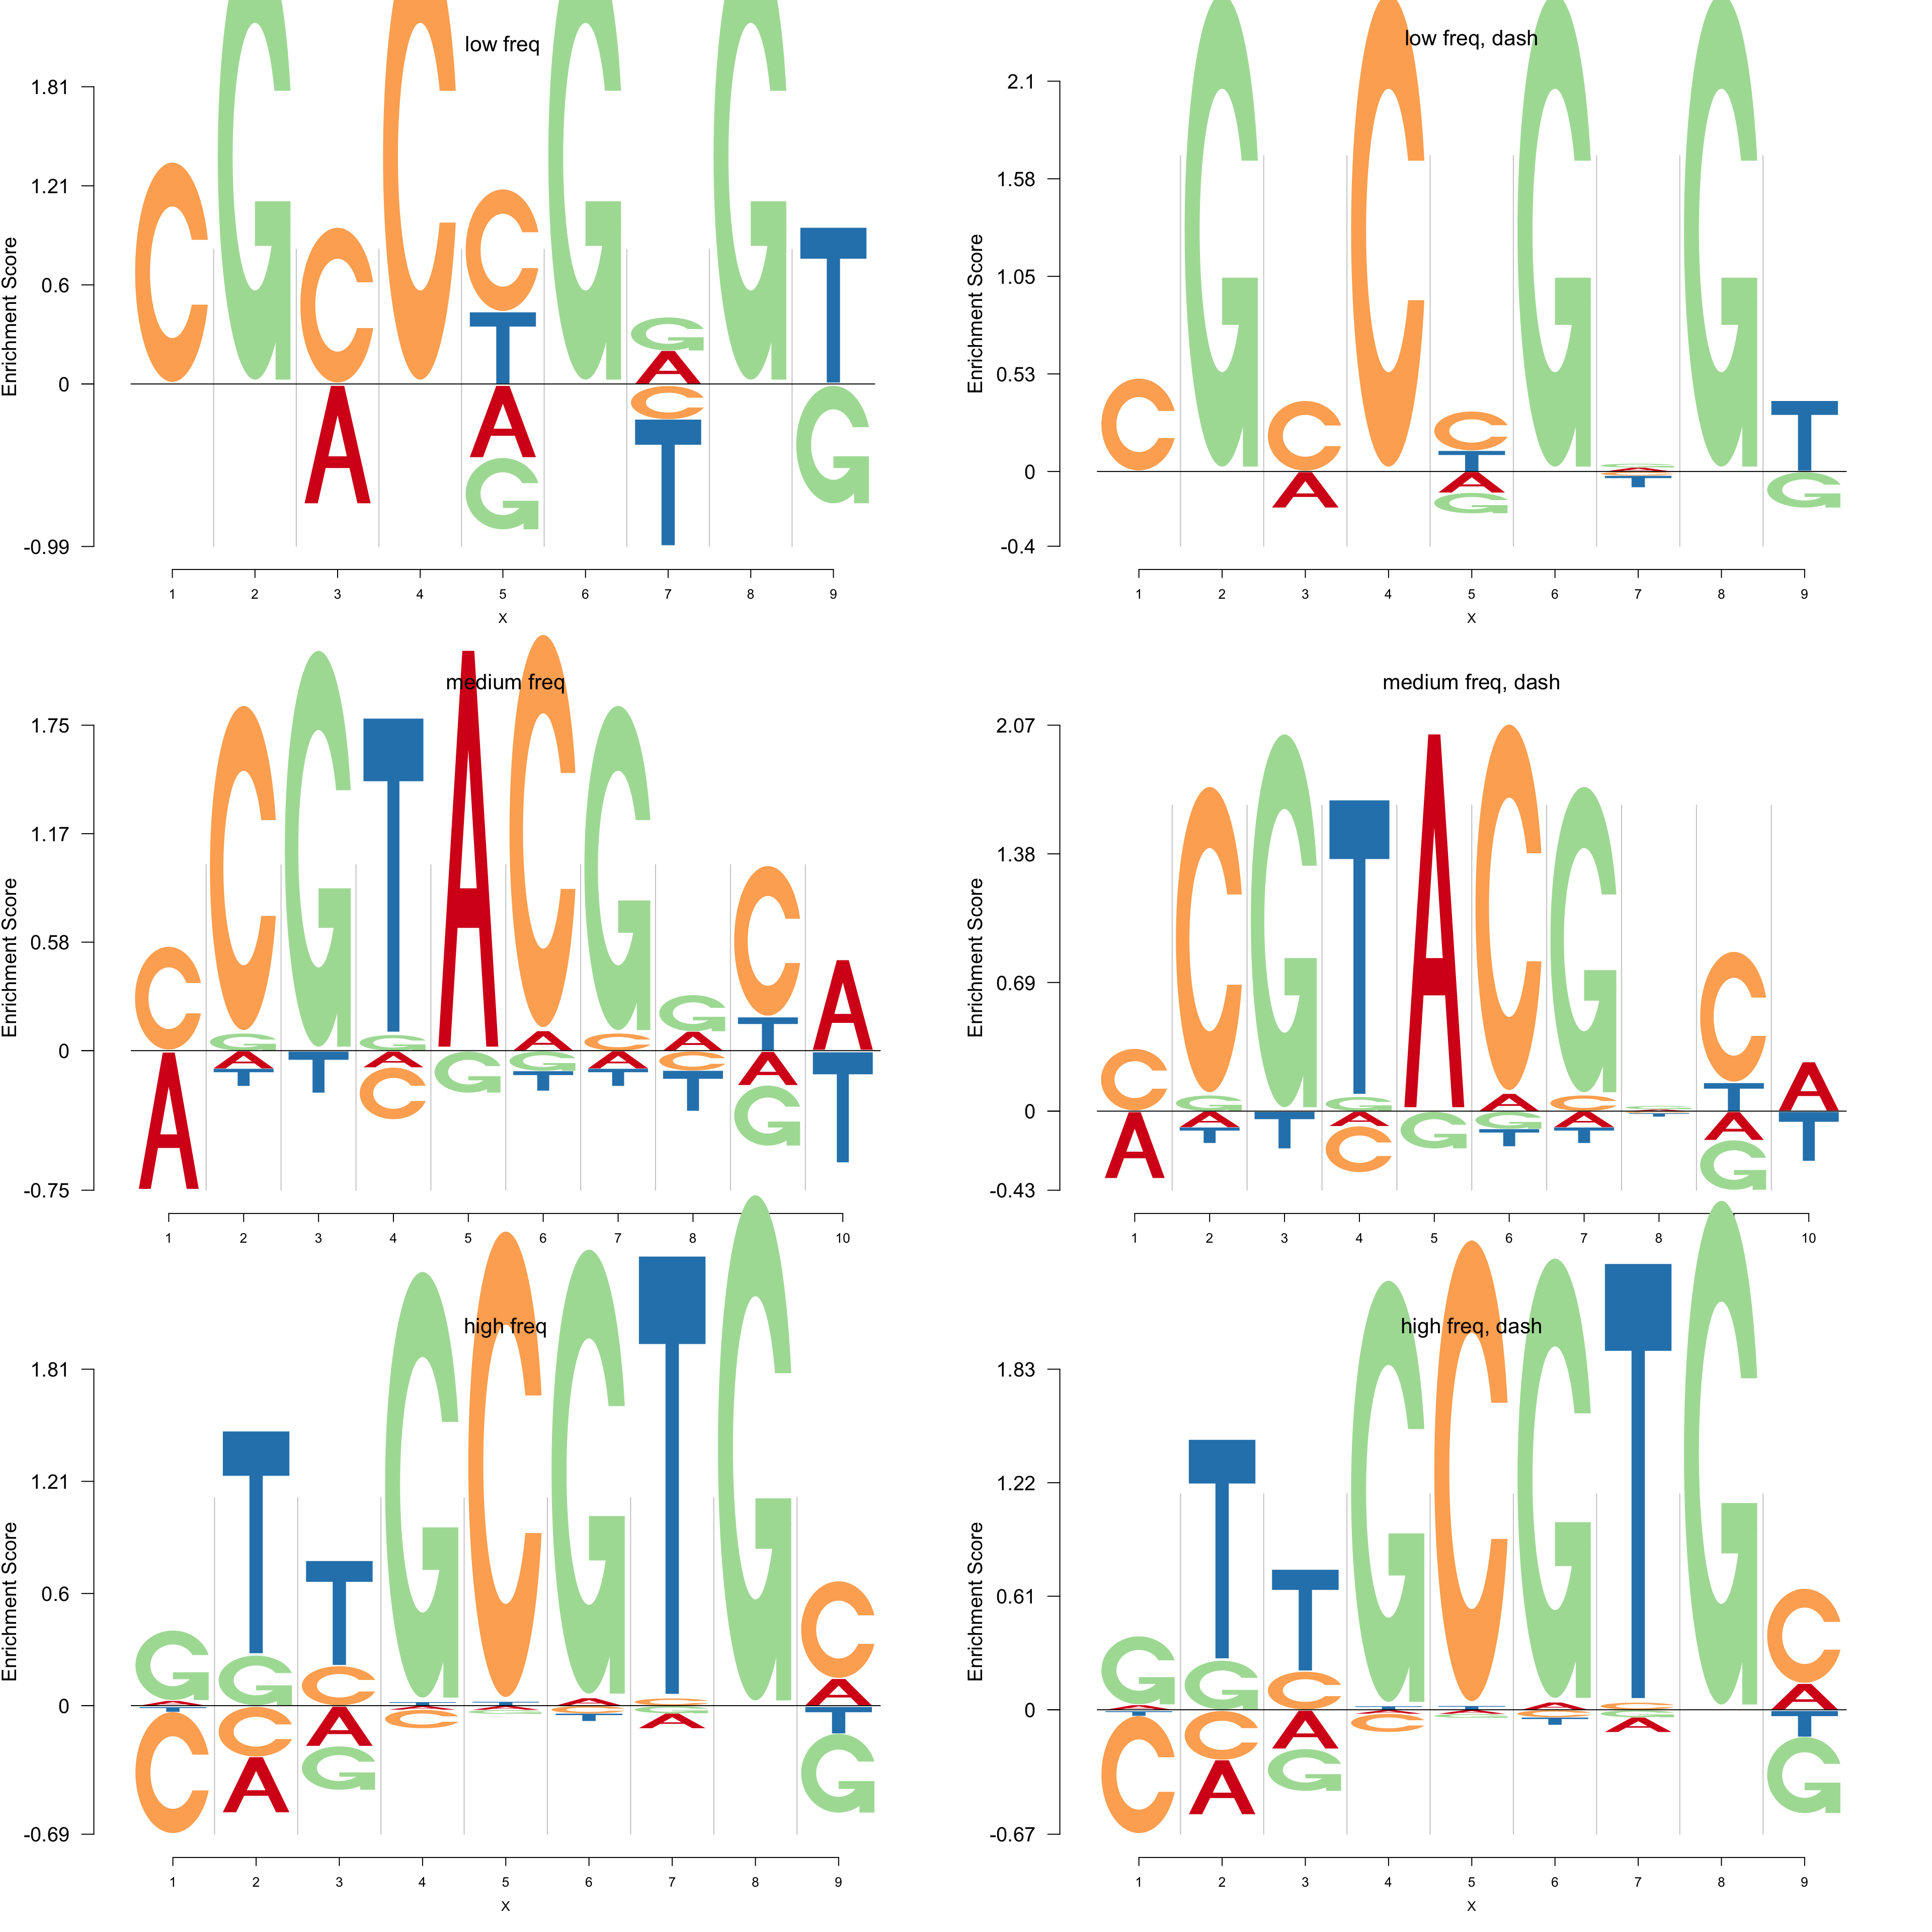 low freq
Enrichment Score
1.81
1.21
0.6
0
-0.99
C G C A C C T A G G G A C T G T G
1 2 3 4 5 6 7 8 9
X
low freq, dash
Enrichment Score
2.1
1.58
1.05
0.53
0
-0.4
C G C A C C T A G G G A C T G T G
1 2 3 4 5 6 7 8 9
X
medium freq
Enrichment Score
1.75
1.17
0.58
0
-0.75
C A C G A T G T T G A C A G C A G T G C A T G A C T C T A G A T
1 2 3 4 5 6 7 8 10
medium freq, dash
Enrichment Score
2.07
1.38
0.69
0
-0.43
C A C G A T G T T G A C A G C A G T G C A T G A C T C T A G A T
1 2 3 4 5 6 7 8 10
high freq
Enrichment Score
1.81
1.21
0.6
0
-0.69
G A T C T G C A T C A G G T A C C T A G G A C T T C G A G C A T G
1 2 3 4 5 6 7 8 9
X
high freq, dash
Enrichment Score
1.83
1.22
0.61
0
-0.67
G A T C T G C A T C A G G T A C C T A G G A C T T C G A G C A T G
1 2 3 4 5 6 7 8 9
X